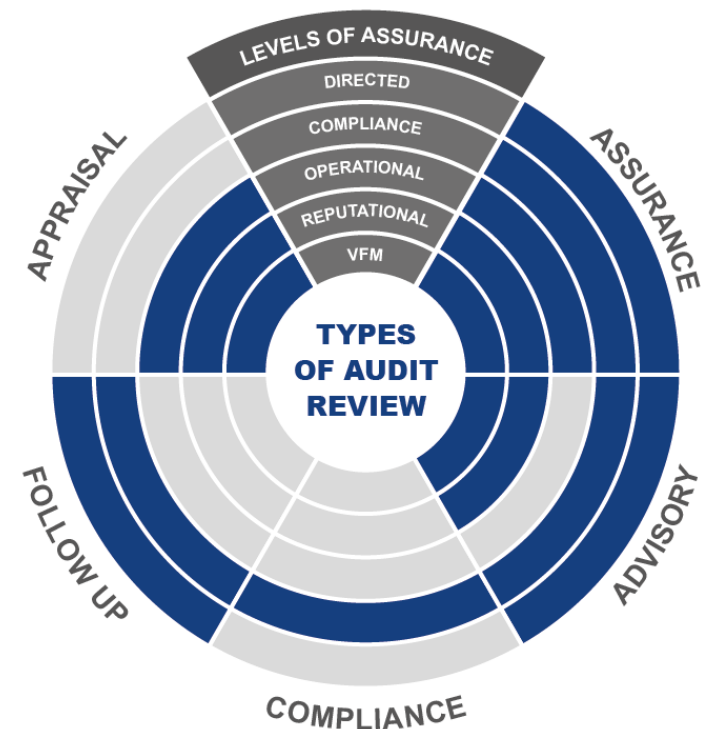 LEVELS OF ASSURANCE
DIRECTED
COMPLIANCE
OPERATIONAL
REPUTATIONAL
VFM
TYPES
OF AUDIT
REVIEW
APPRAISAL
ASSURANCE
FOLLOW UP
ADVISORY
COMPLIANCE